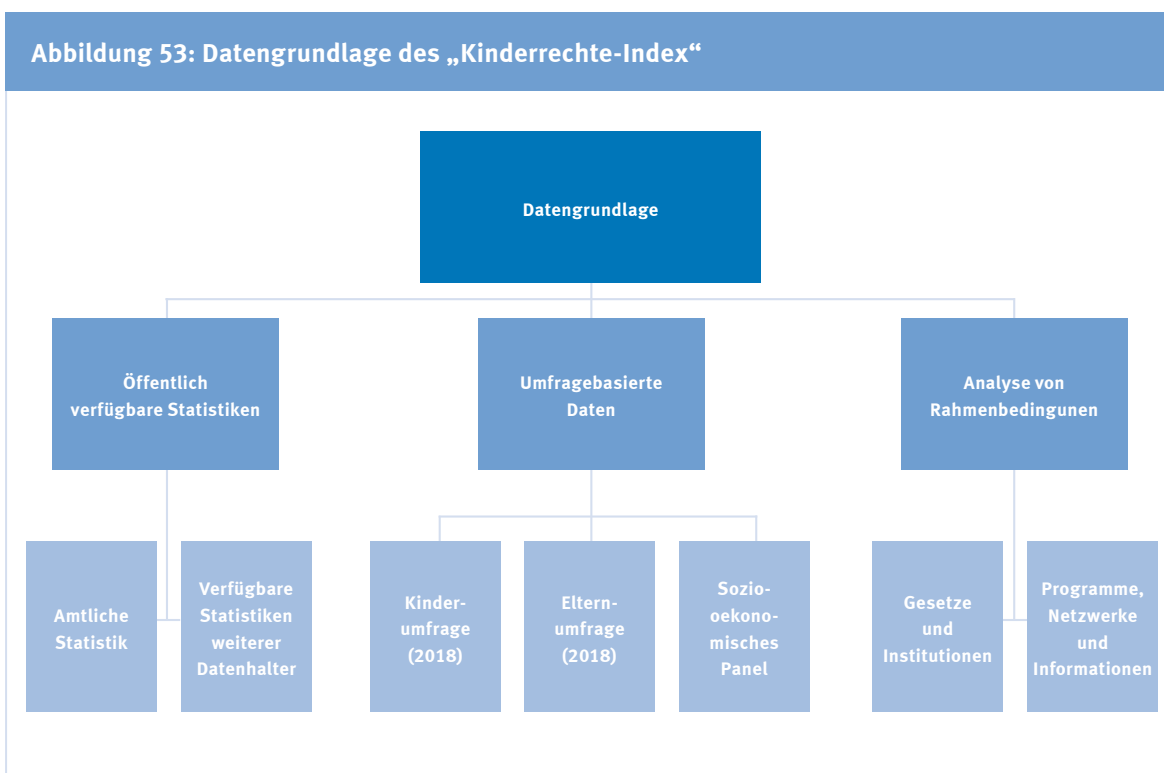 Abbildung 53: Datengrundlage des „Kinderrechte-Index“
Datengrundlage
Öffentlich
verfügbare Statistiken
Umfragebasierte
Daten
Analyse von
Rahmenbedingunen
Amtliche
Statistik
Verfügbare
Statistiken
weiterer
Datenhalter
Kinder-
umfrage
(2018)
Eltern-
umfrage
(2018)
Sozio-
oekono-
misches
Panel
Gesetze
und
Institutionen
Programme,
Netzwerke
und
Informationen